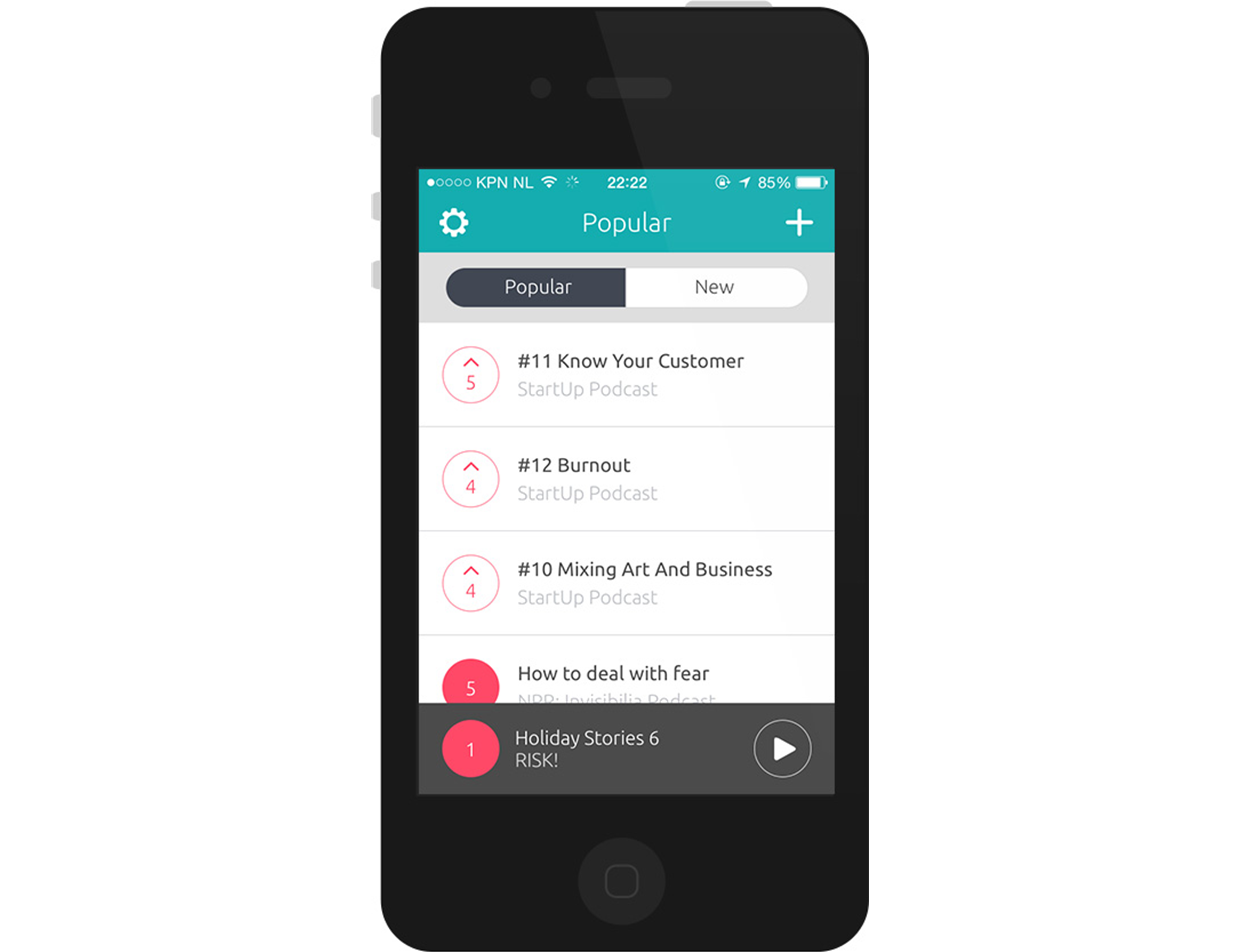 KPN NL 22:22 85%
Popular
Popular New
#11 Know Your Customer
5 StartUp Podcast
#12 Burnout
4 StartUp Podcast
#10 Mixing Art And Business
4 StartUp Podcast
How to deal with fear
5
NPR: Invisibilia Podcast
Holiday Stories 6
1
RISK!